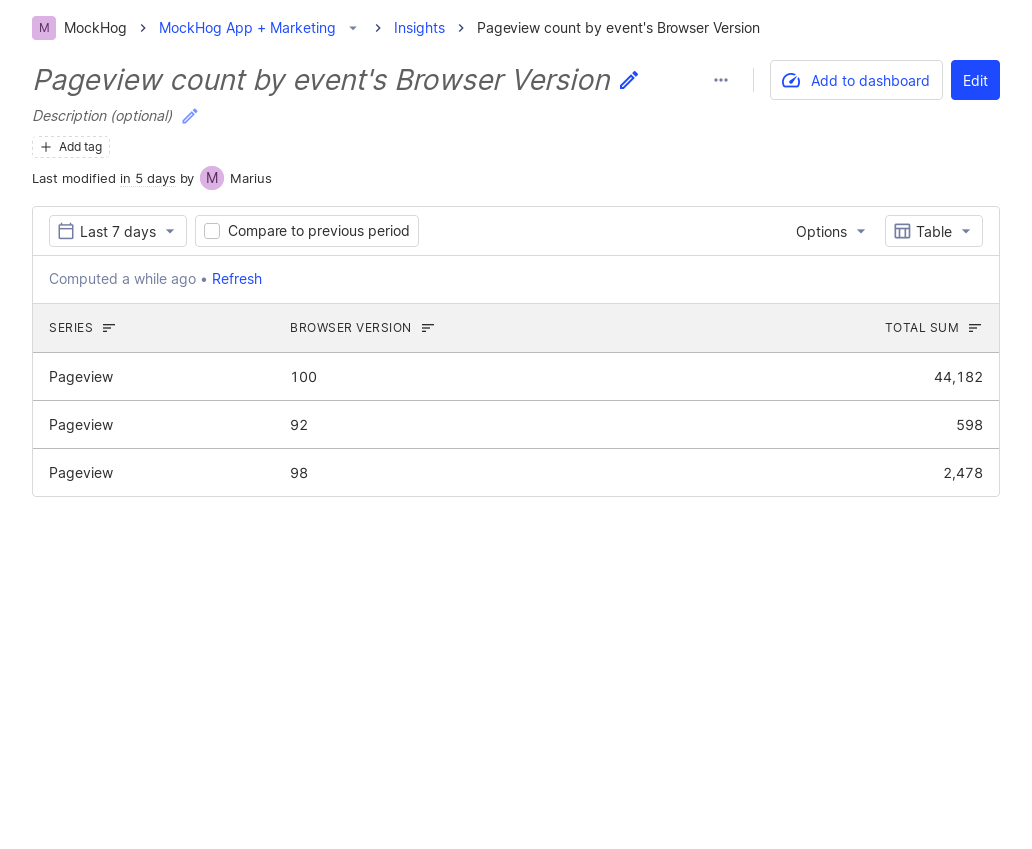 M MockHog MockHog App + Marketing Insights Pageview count by event's Browser Version
Pageview count by event's Browser Version
Add to dashboard Edit
Description (optional)
Add tag
Last modified in 5 days by M Marius
Last 7 days Compare to previous period Options Table
Computed a while ago • Refresh
SERIES BROWSER VERSION TOTAL SUM
Pageview 100 44,182
Pageview 92 598
Pageview 98 2,478